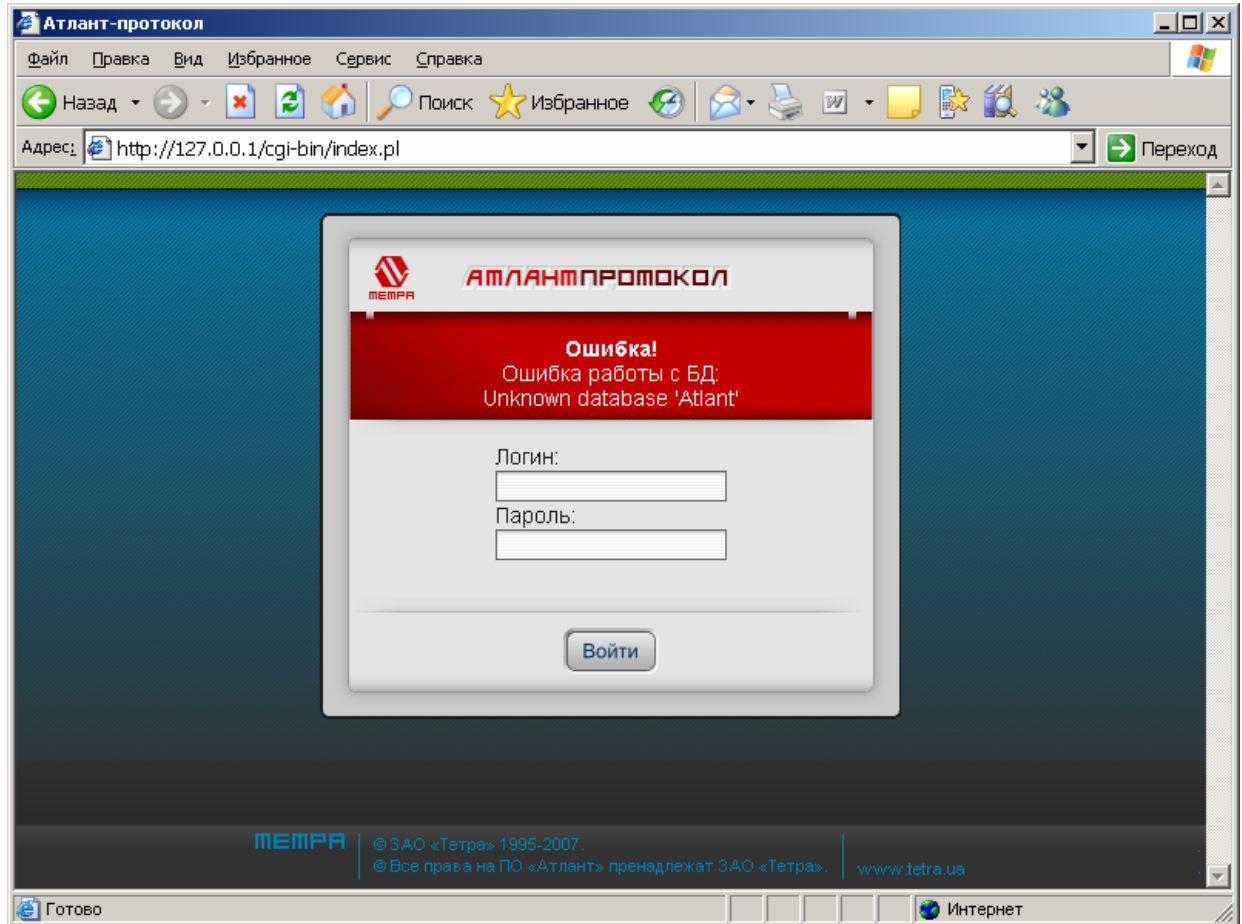 Атлант-протокол
Файл Правка Вид Избранное Сервис Справка
Назад Поиск Избранное W
Адрес: http://127.0.0.1/cgi-bin/index.pl Переход
ТЕТРА АТЛАНТПРОТОКОЛ
Ошибка!
Ошибка работы с БД:
Unknown database 'Atlant'
Логин:
Пароль:
Войти
ТЕТРА © ЗАО «Тетра» 1995-2007.
© Все права на ПО «Атлант» пренадлежат ЗАО «Тетра». www.tetra.ua
Готово Интернет